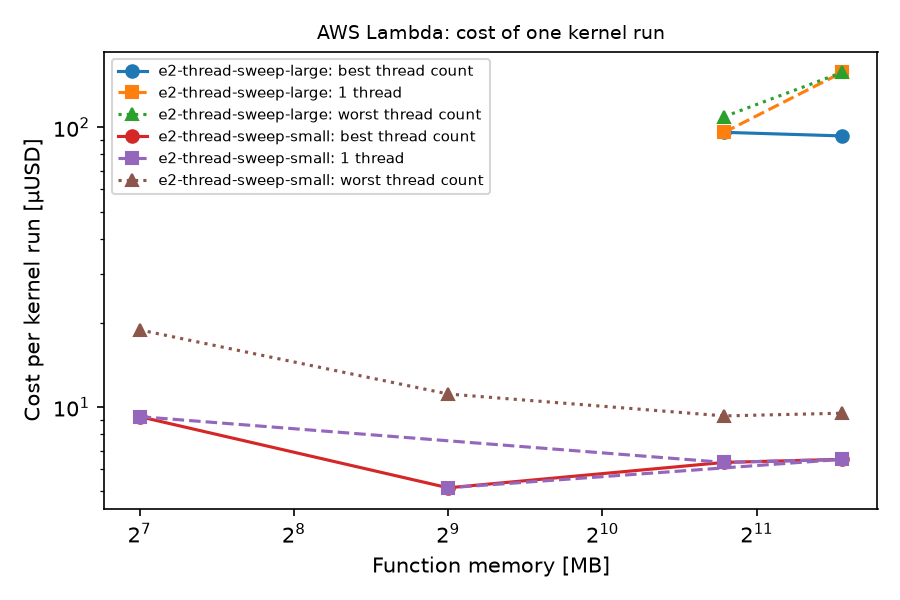 AWS Lambda: cost of one kernel run
e2-thread-sweep-large: best thread count
e2-thread-sweep-large: 1 thread
e2-thread-sweep-large: worst thread count
e2-thread-sweep-small: best thread count
e2-thread-sweep-small: 1 thread
e2-thread-sweep-small: worst thread count
Cost per kernel run [µUSD]
10²
10¹
2⁷ 2⁸ 2⁹ 2¹⁰ 2¹¹
Function memory [MB]